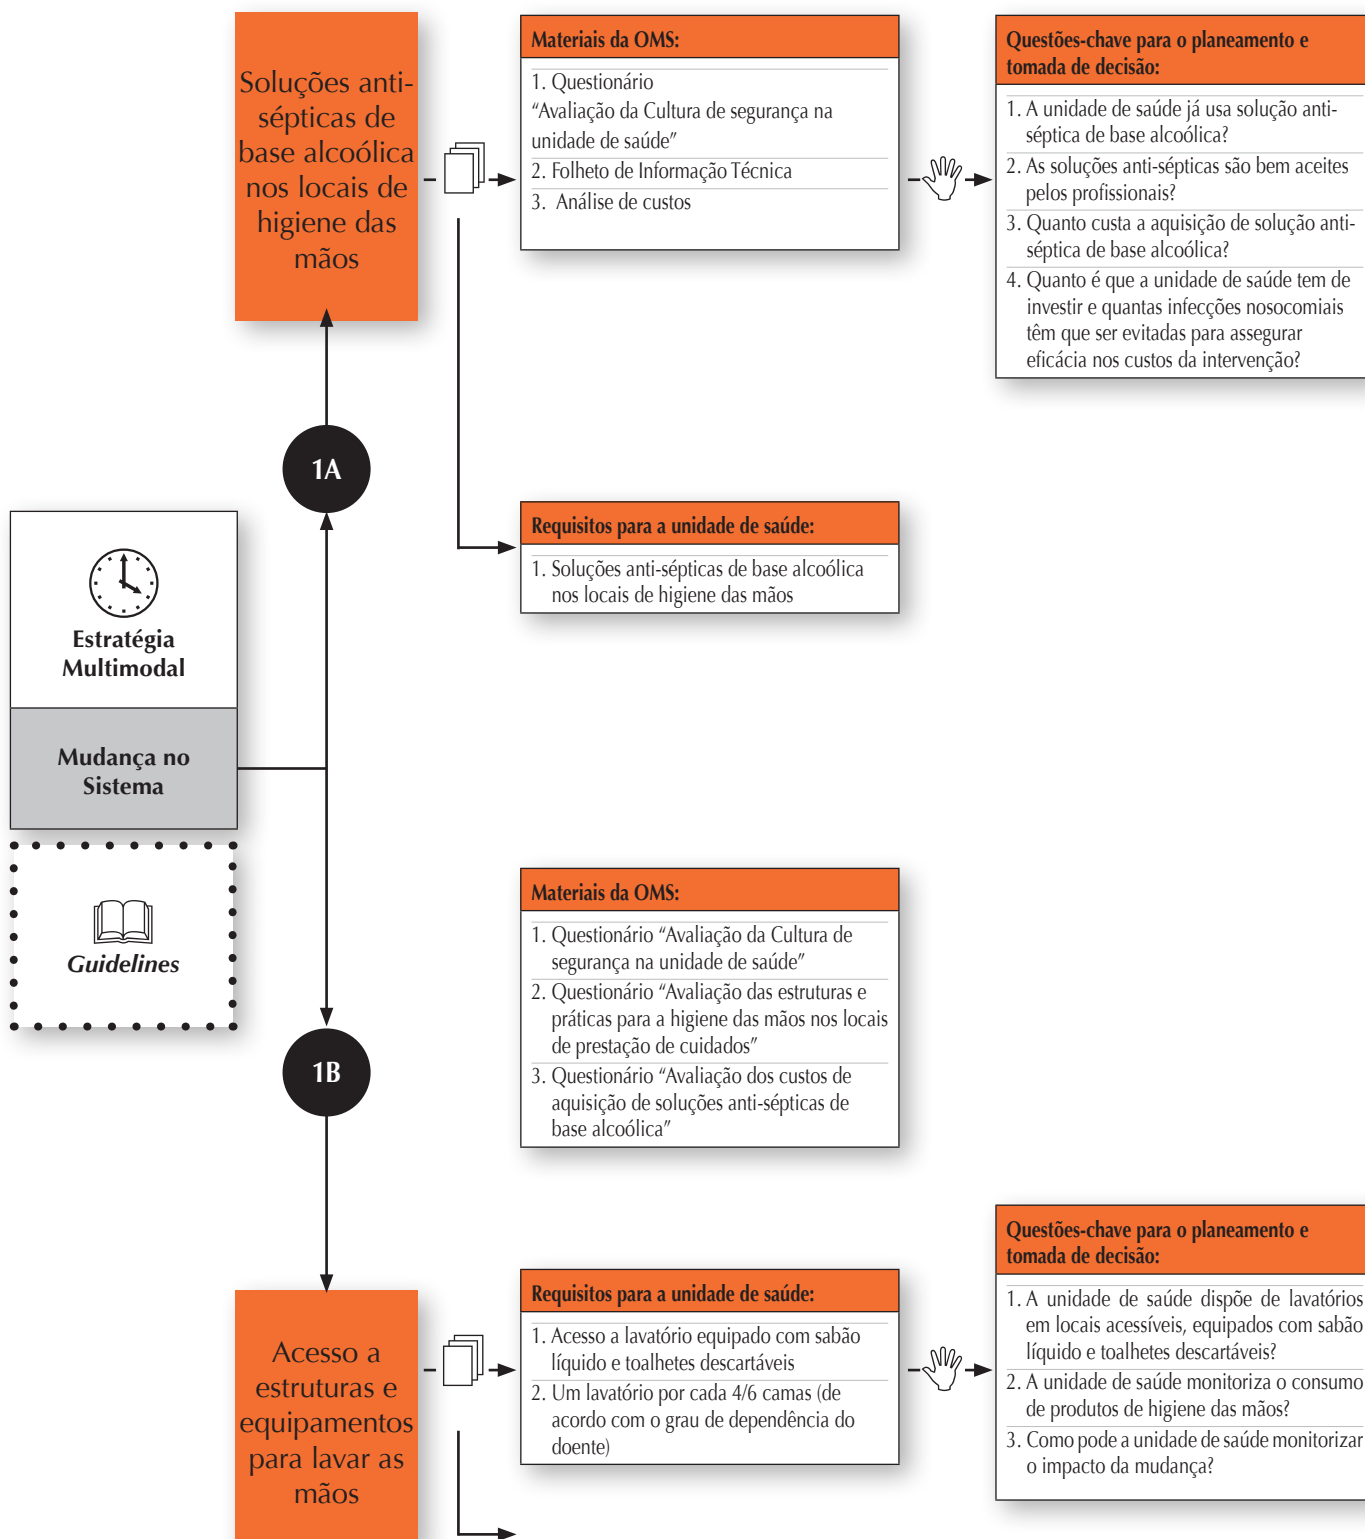 Soluções anti-
sépticas de
base alcoólica
nos locais de
higiene das
mãos
Materiais da OMS:
1. Questionário
“Avaliação da Cultura de segurança na
unidade de saúde”
2. Folheto de Informação Técnica
3. Análise de custos
Questões-chave para o planeamento e
tomada de decisão:
1. A unidade de saúde já usa solução anti-
séptica de base alcoólica?
2. As soluções anti-sépticas são bem aceites
pelos profissionais?
3. Quanto custa a aquisição de solução anti-
séptica de base alcoólica?
4. Quanto é que a unidade de saúde tem de
investir e quantas infecções nosocomiais
têm que ser evitadas para assegurar
eficácia nos custos da intervenção?
1A
Requisitos para a unidade de saúde:
1. Soluções anti-sépticas de base alcoólica
nos locais de higiene das mãos
Estratégia
Multimodal
Mudança no
Sistema
Guidelines
Materiais da OMS:
1. Questionário “Avaliação da Cultura de
segurança na unidade de saúde”
2. Questionário “Avaliação das estruturas e
práticas para a higiene das mãos nos locais
de prestação de cuidados”
3. Questionário “Avaliação dos custos de
aquisição de soluções anti-sépticas de
base alcoólica”
1B
Acesso a
estruturas e
equipamentos
para lavar as
mãos
Requisitos para a unidade de saúde:
1. Acesso a lavatório equipado com sabão
líquido e toalhetes descartáveis
2. Um lavatório por cada 4/6 camas (de
acordo com o grau de dependência do
doente)
Questões-chave para o planeamento e
tomada de decisão:
1. A unidade de saúde dispõe de lavatórios
em locais acessíveis, equipados com sabão
líquido e toalhetes descartáveis?
2. A unidade de saúde monitoriza o consumo
de produtos de higiene das mãos?
3. Como pode a unidade de saúde monitorizar
o impacto da mudança?